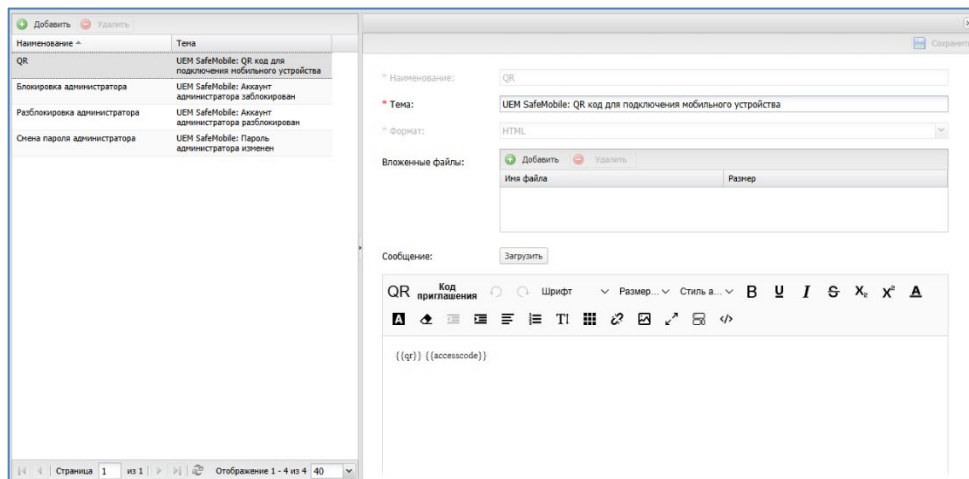 Добавить Удалить
Наименование Тема
QR UEM SafeMobile: QR код для
подключения мобильного устройства
Блокировка администратора UEM SafeMobile: Аккаунт
администратора заблокирован
Разблокировка администратора UEM SafeMobile: Аккаунт
администратора разблокирован
Смена пароля администратора UEM SafeMobile: Пароль
администратора изменен
Страница 1 из 1 Отображение 1 - 4 из 4 40
Сохранить
* Наименование: QR
* Тема: UEM SafeMobile: QR код для подключения мобильного устройства
* Формат: HTML
Вложенные файлы: Добавить Удалить
Имя файла Размер
Сообщение: Загрузить
QR Код
приглашения Шрифт Размер... Стиль а... B U I S X₂ X² A
A T
{{qr}} {{accesscode}}